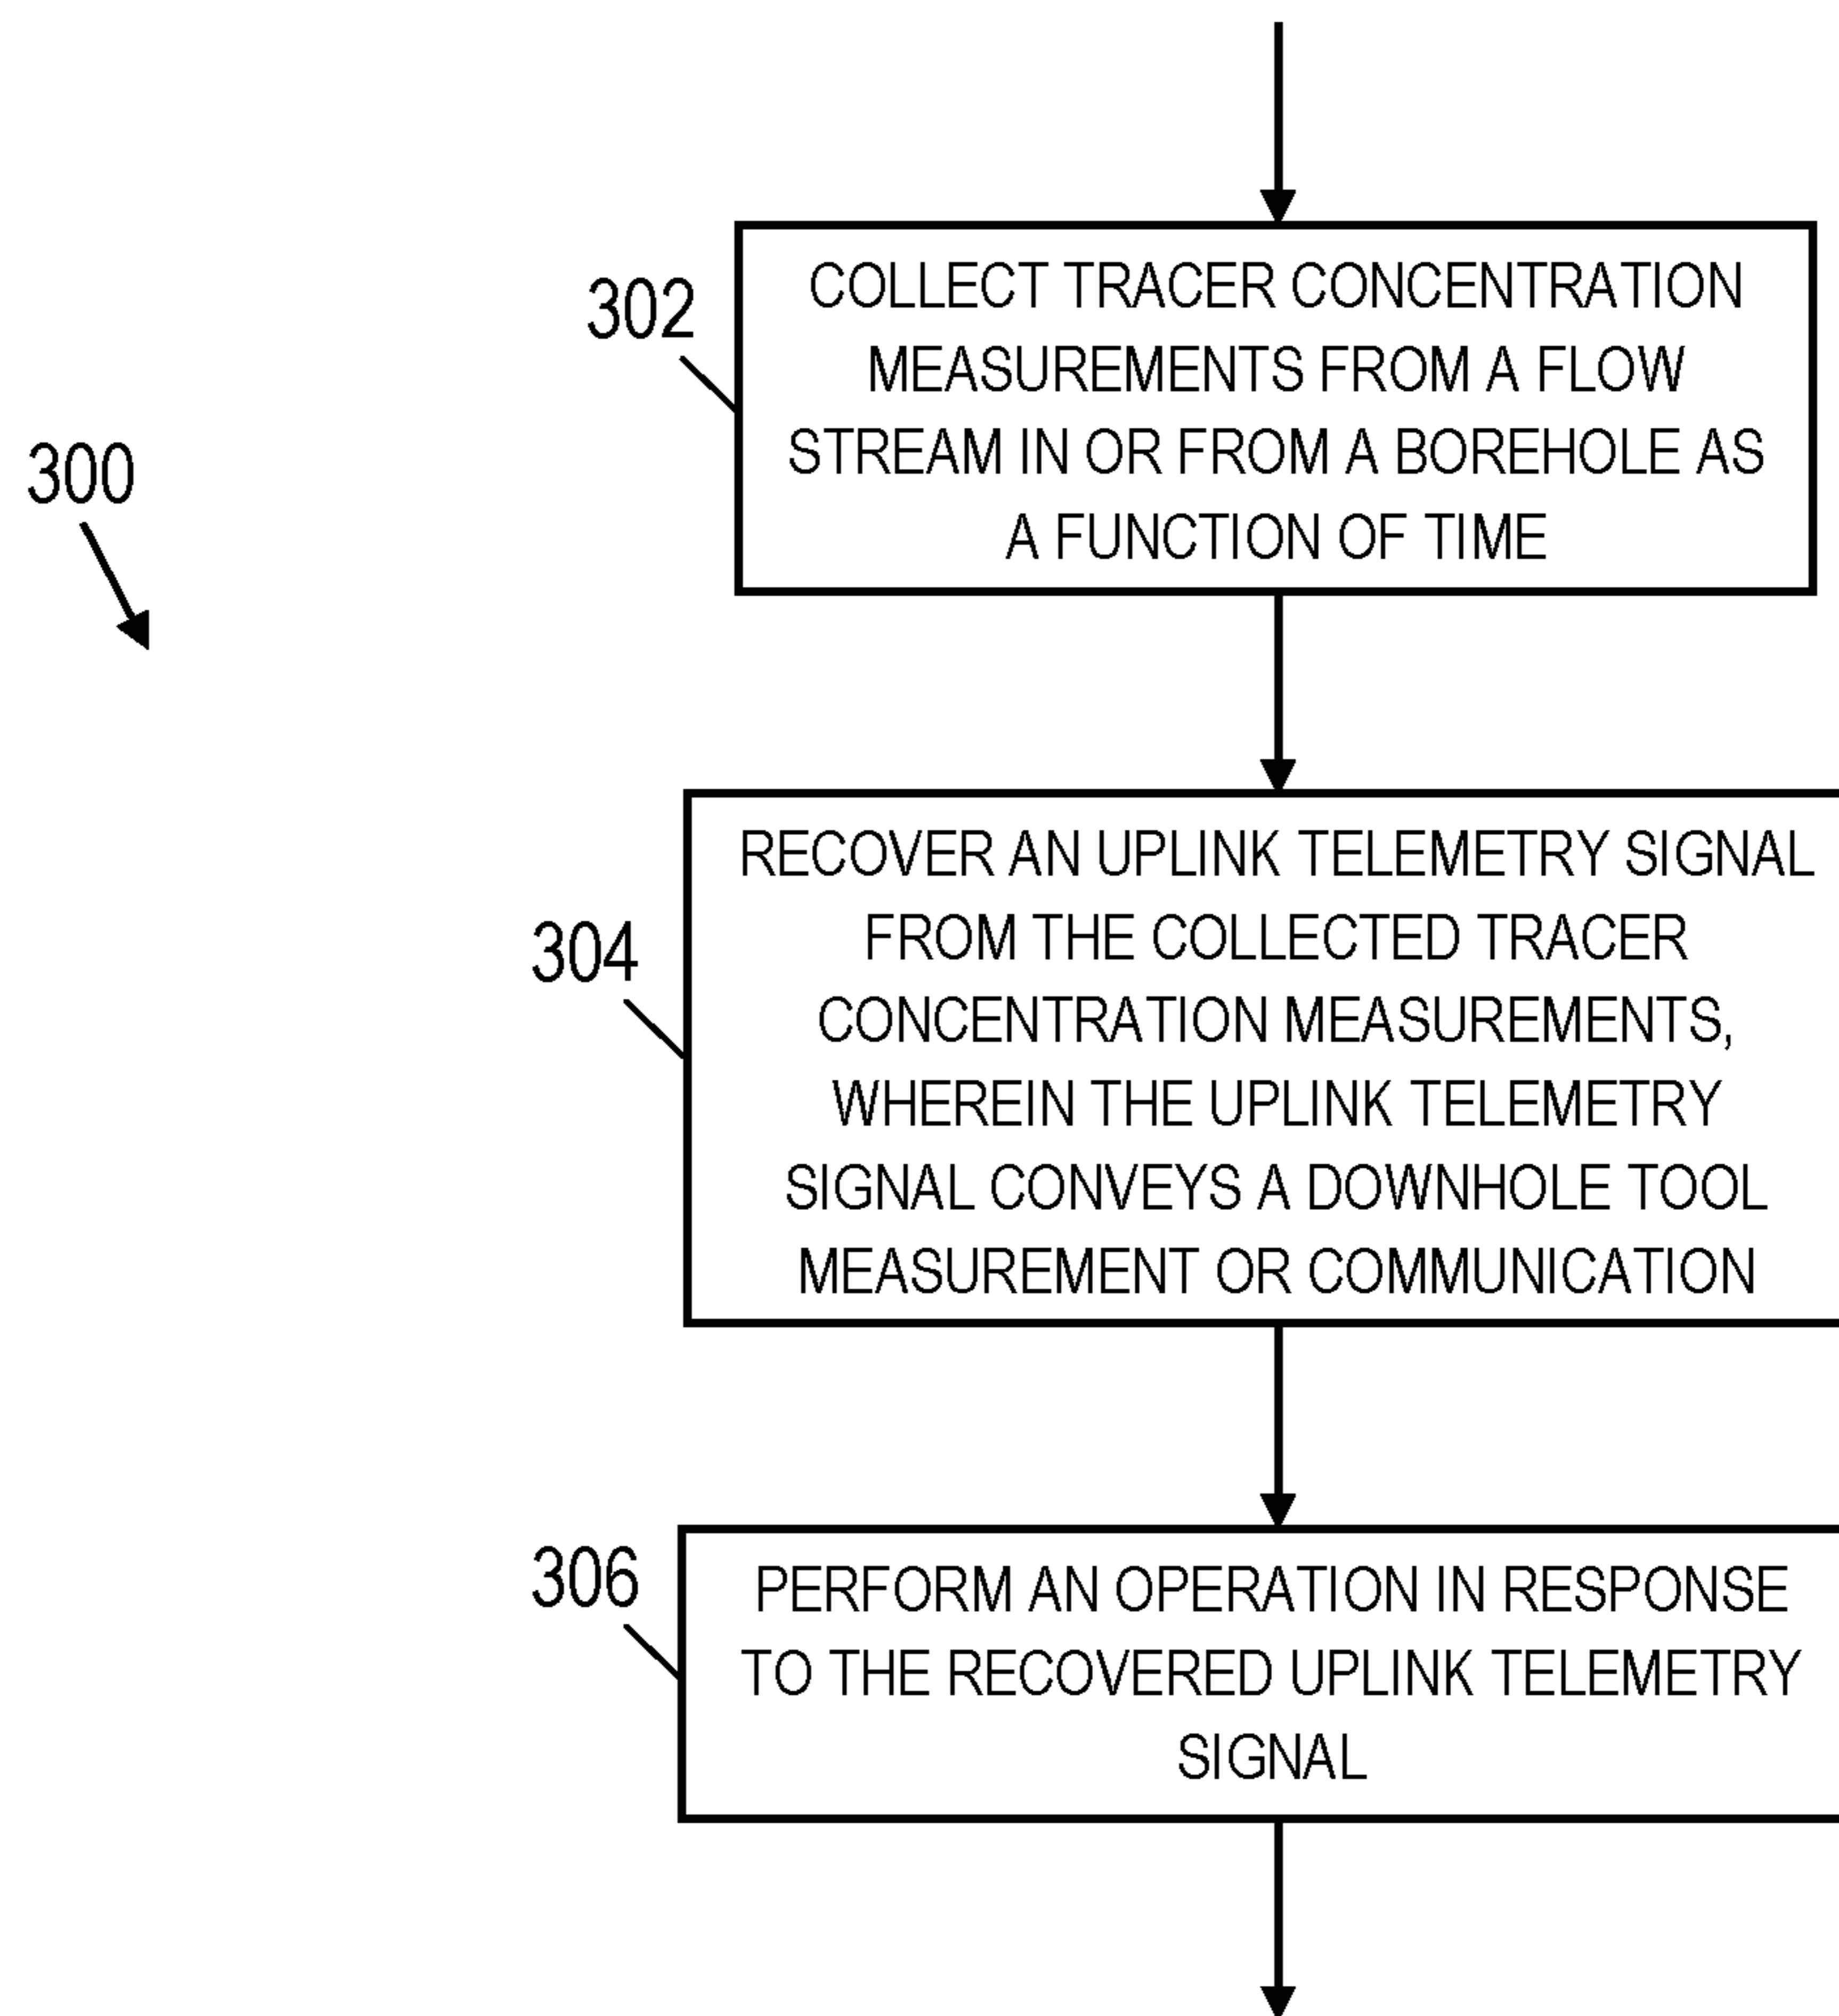 302
COLLECT TRACER CONCENTRATION
MEASUREMENTS FROM A FLOW
STREAM IN OR FROM A BOREHOLE AS
A FUNCTION OF TIME
300
304
RECOVER AN UPLINK TELEMETRY SIGNAL
FROM THE COLLECTED TRACER
CONCENTRATION MEASUREMENTS,
WHEREIN THE UPLINK TELEMETRY
SIGNAL CONVEYS A DOWNHOLE TOOL
MEASUREMENT OR COMMUNICATION
306
PERFORM AN OPERATION IN RESPONSE
TO THE RECOVERED UPLINK TELEMETRY
SIGNAL